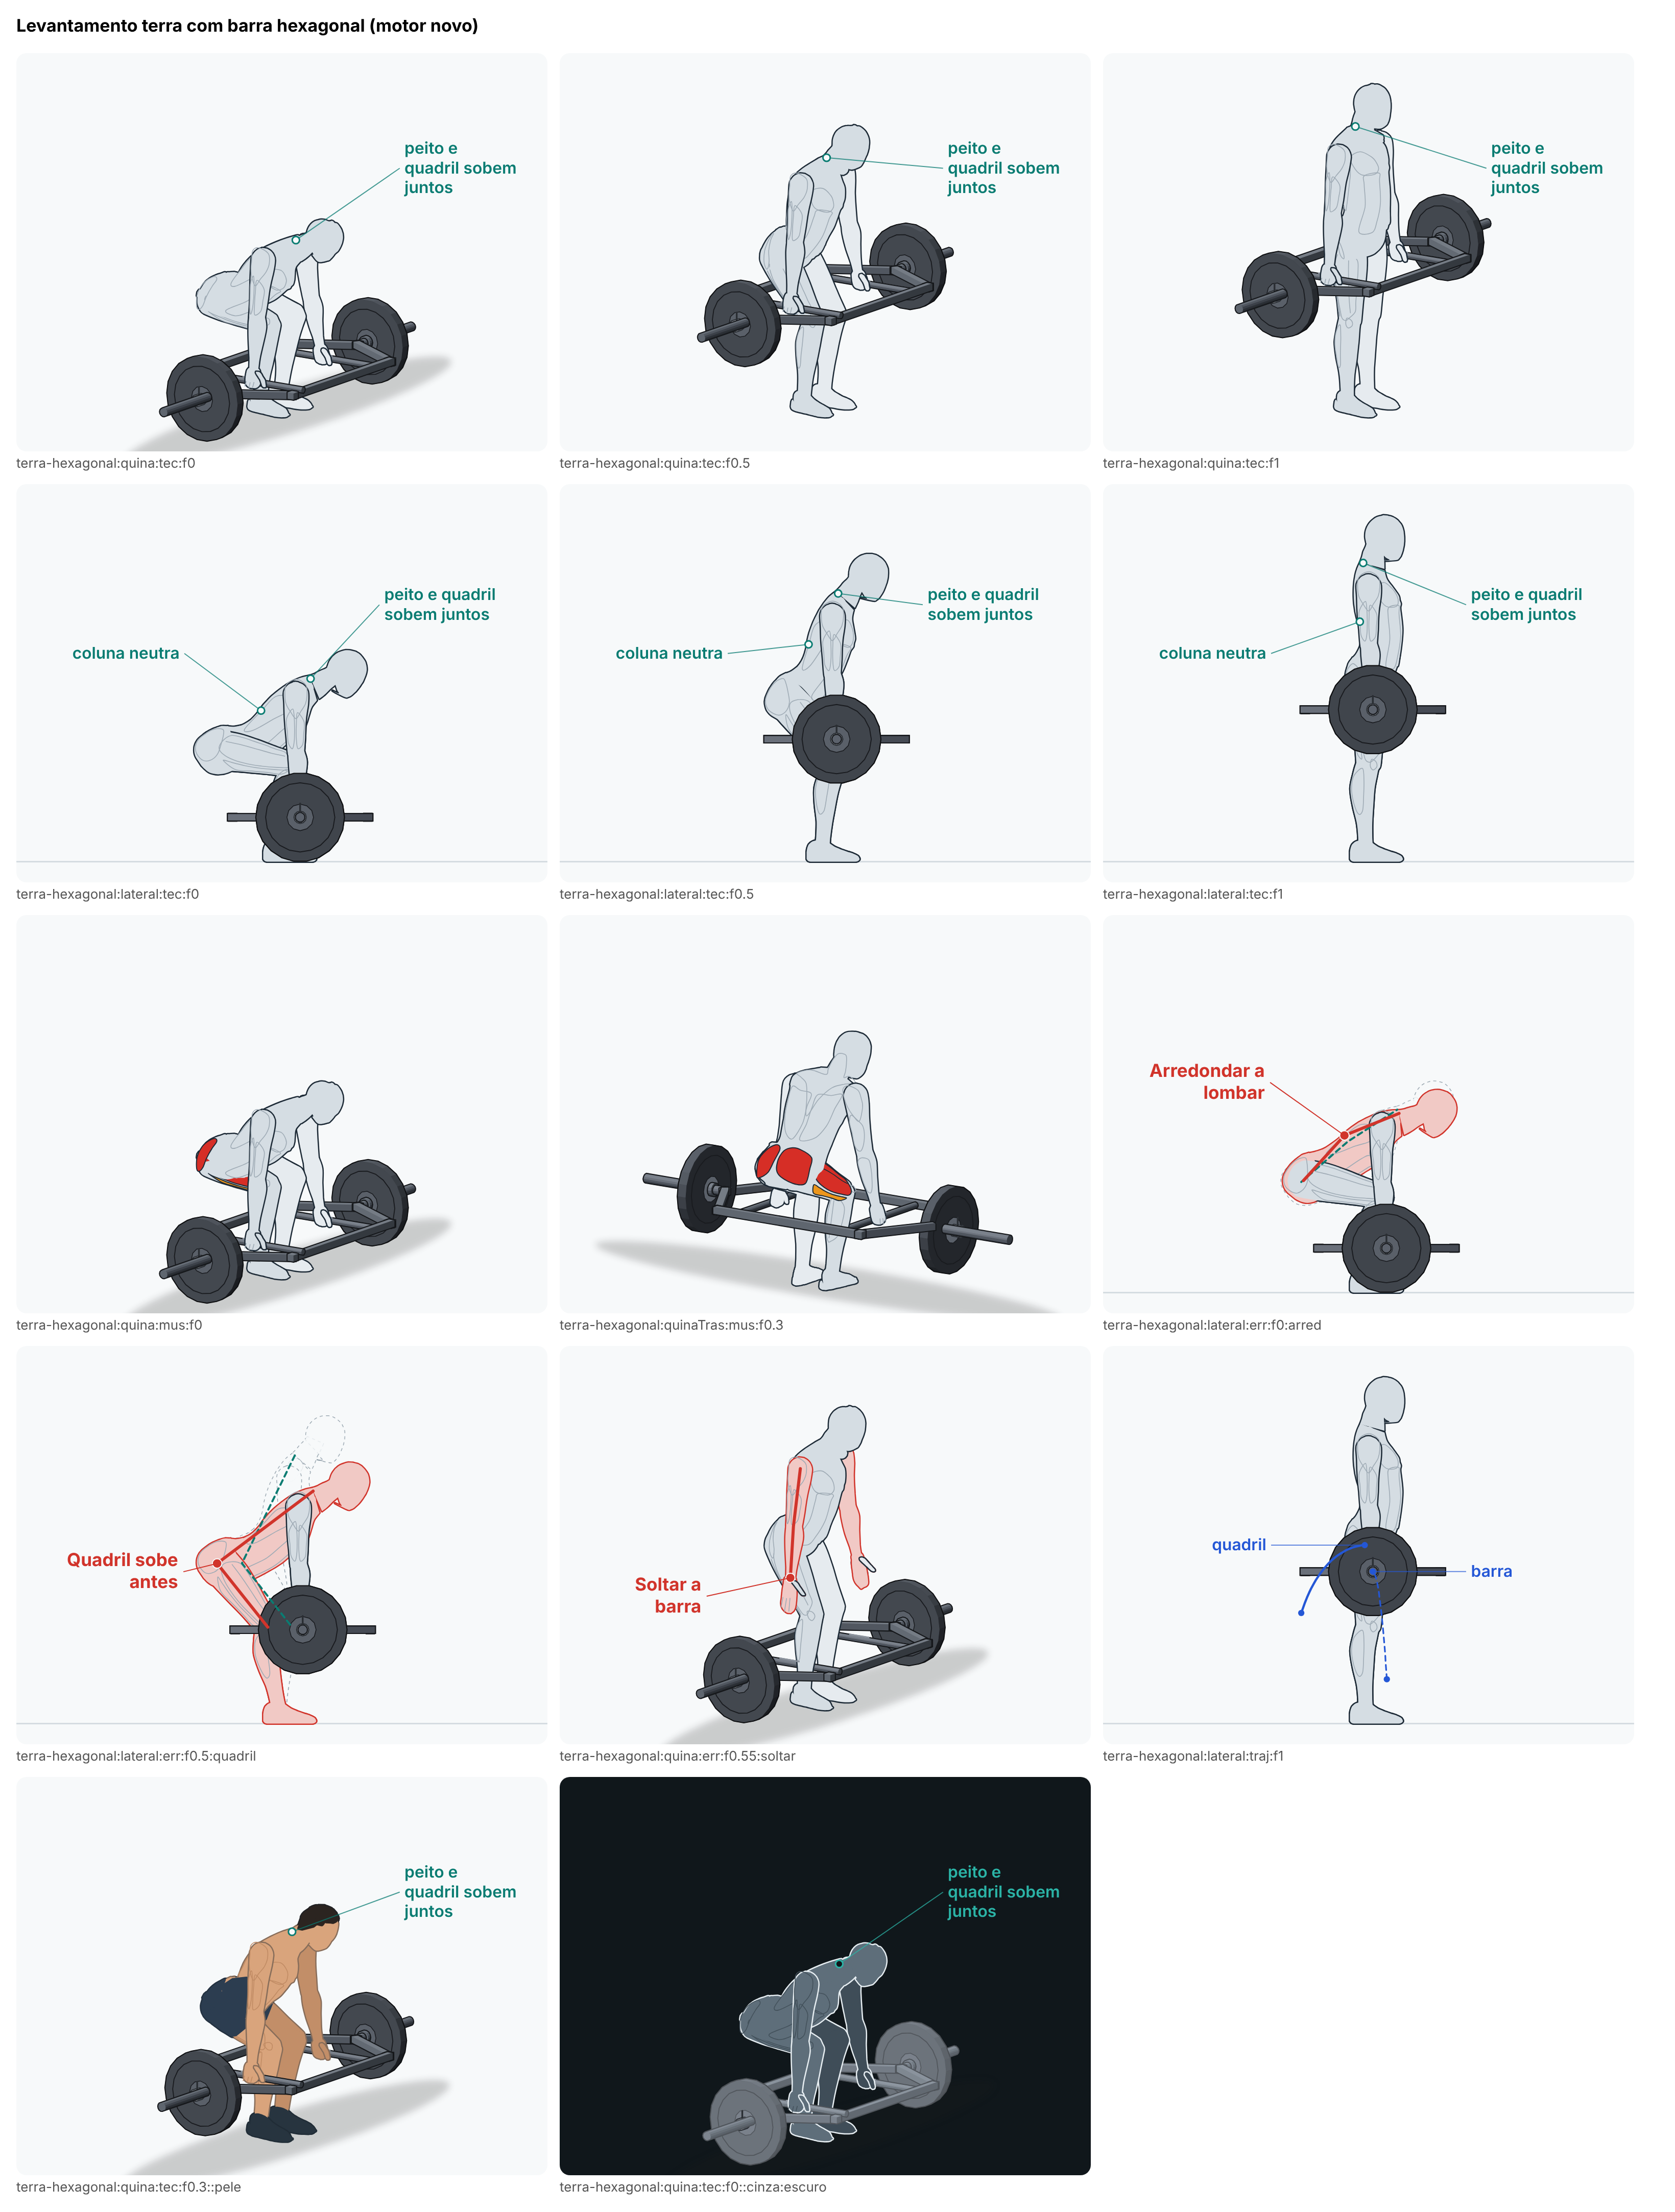 Levantamento terra com barra hexagonal (motor novo)
peito e
quadril sobem
juntos
terra-hexagonal:quina:tec:f0
peito e
quadril sobem
juntos
terra-hexagonal:quina:tec:f0.5
peito e
quadril sobem
juntos
terra-hexagonal:quina:tec:f1
peito e quadril
sobem juntos
coluna neutra
terra-hexagonal:lateral:tec:f0
peito e quadril
sobem juntos
coluna neutra
terra-hexagonal:lateral:tec:f0.5
peito e quadril
sobem juntos
coluna neutra
terra-hexagonal:lateral:tec:f1
terra-hexagonal:quina:mus:f0
terra-hexagonal:quinaTras:mus:f0.3
Arredondar a
lombar
terra-hexagonal:lateral:err:f0:arred
Quadril sobe
antes
terra-hexagonal:lateral:err:f0.5:quadril
Soltar a
barra
terra-hexagonal:quina:err:f0.55:soltar
quadril
barra
terra-hexagonal:lateral:traj:f1
peito e
quadril sobem
juntos
terra-hexagonal:quina:tec:f0.3::pele
peito e
quadril sobem
juntos
terra-hexagonal:quina:tec:f0::cinza:escuro